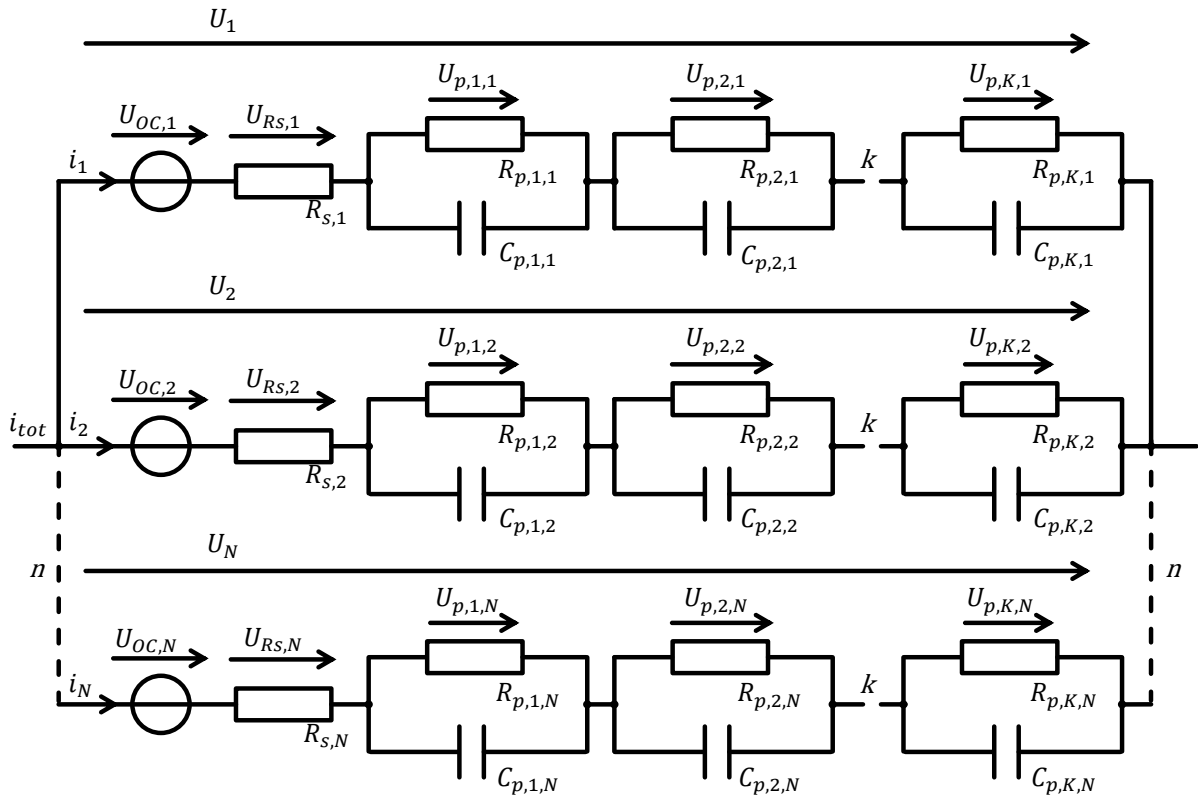 U_1
U_{p,1,1} U_{p,2,1} U_{p,K,1}
U_{OC,1} U_{Rs,1}
i_1 R_{p,1,1} R_{p,2,1} k R_{p,K,1}
R_{s,1}
C_{p,1,1} C_{p,2,1} C_{p,K,1}
U_2
U_{p,1,2} U_{p,2,2} U_{p,K,2}
U_{OC,2} U_{Rs,2}
i_{tot} i_2 R_{p,1,2} R_{p,2,2} k R_{p,K,2}
R_{s,2}
C_{p,1,2} C_{p,2,2} C_{p,K,2}
U_N
n n
U_{p,1,N} U_{p,2,N} U_{p,K,N}
U_{OC,N} U_{Rs,N}
i_N R_{p,1,N} R_{p,2,N} k R_{p,K,N}
R_{s,N}
C_{p,1,N} C_{p,2,N} C_{p,K,N}